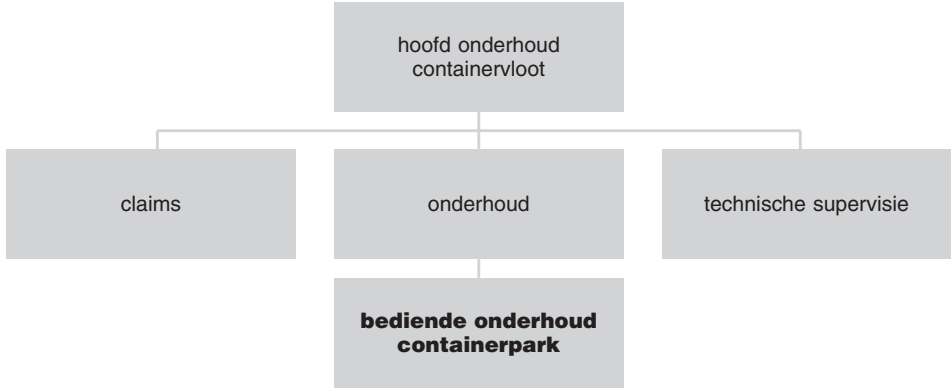 hoofd onderhoud
containervloot
claims
onderhoud
technische supervisie
bediende onderhoud
containerpark